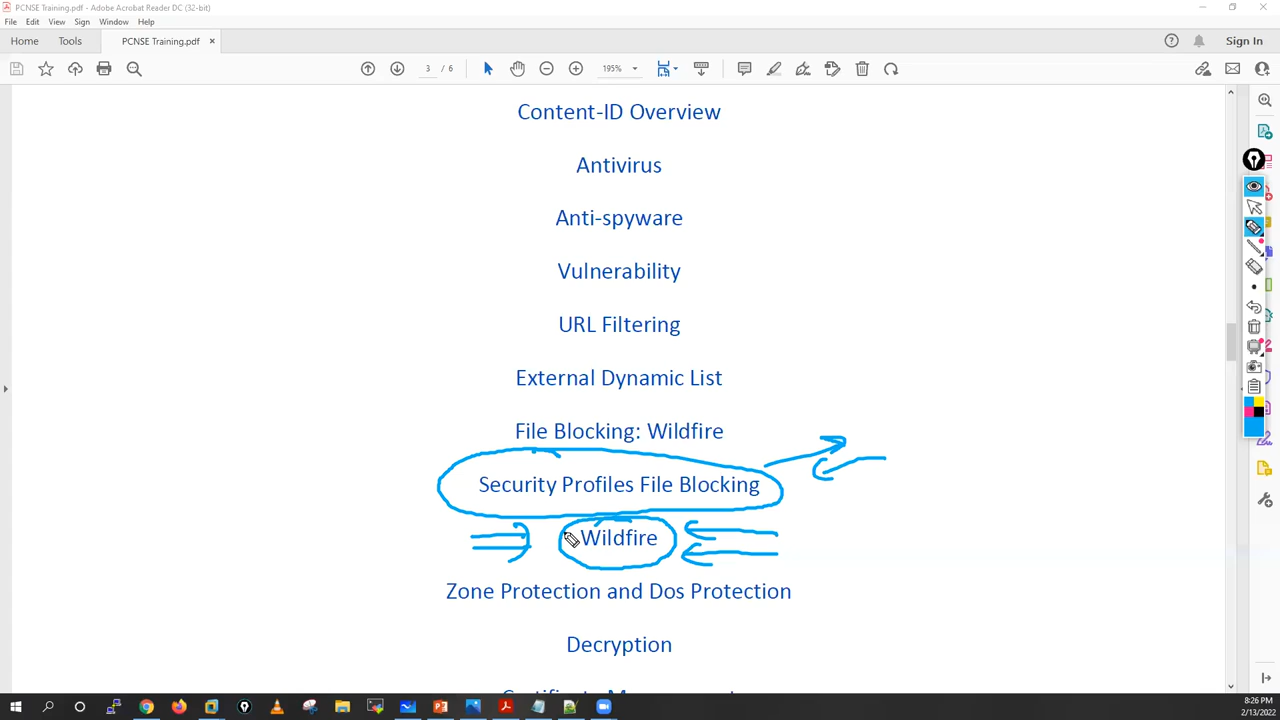 PCNSE Training.pdf - Adobe Acrobat Reader DC (32-bit)
File Edit View Sign Window Help
Home Tools PCNSE Training.pdf × Sign In
3 / 6 195%
Content-ID Overview
Antivirus
Anti-spyware
Vulnerability
URL Filtering
External Dynamic List
File Blocking: Wildfire
Security Profiles File Blocking
Wildfire
Zone Protection and Dos Protection
Decryption
8:26 PM
2/13/2022